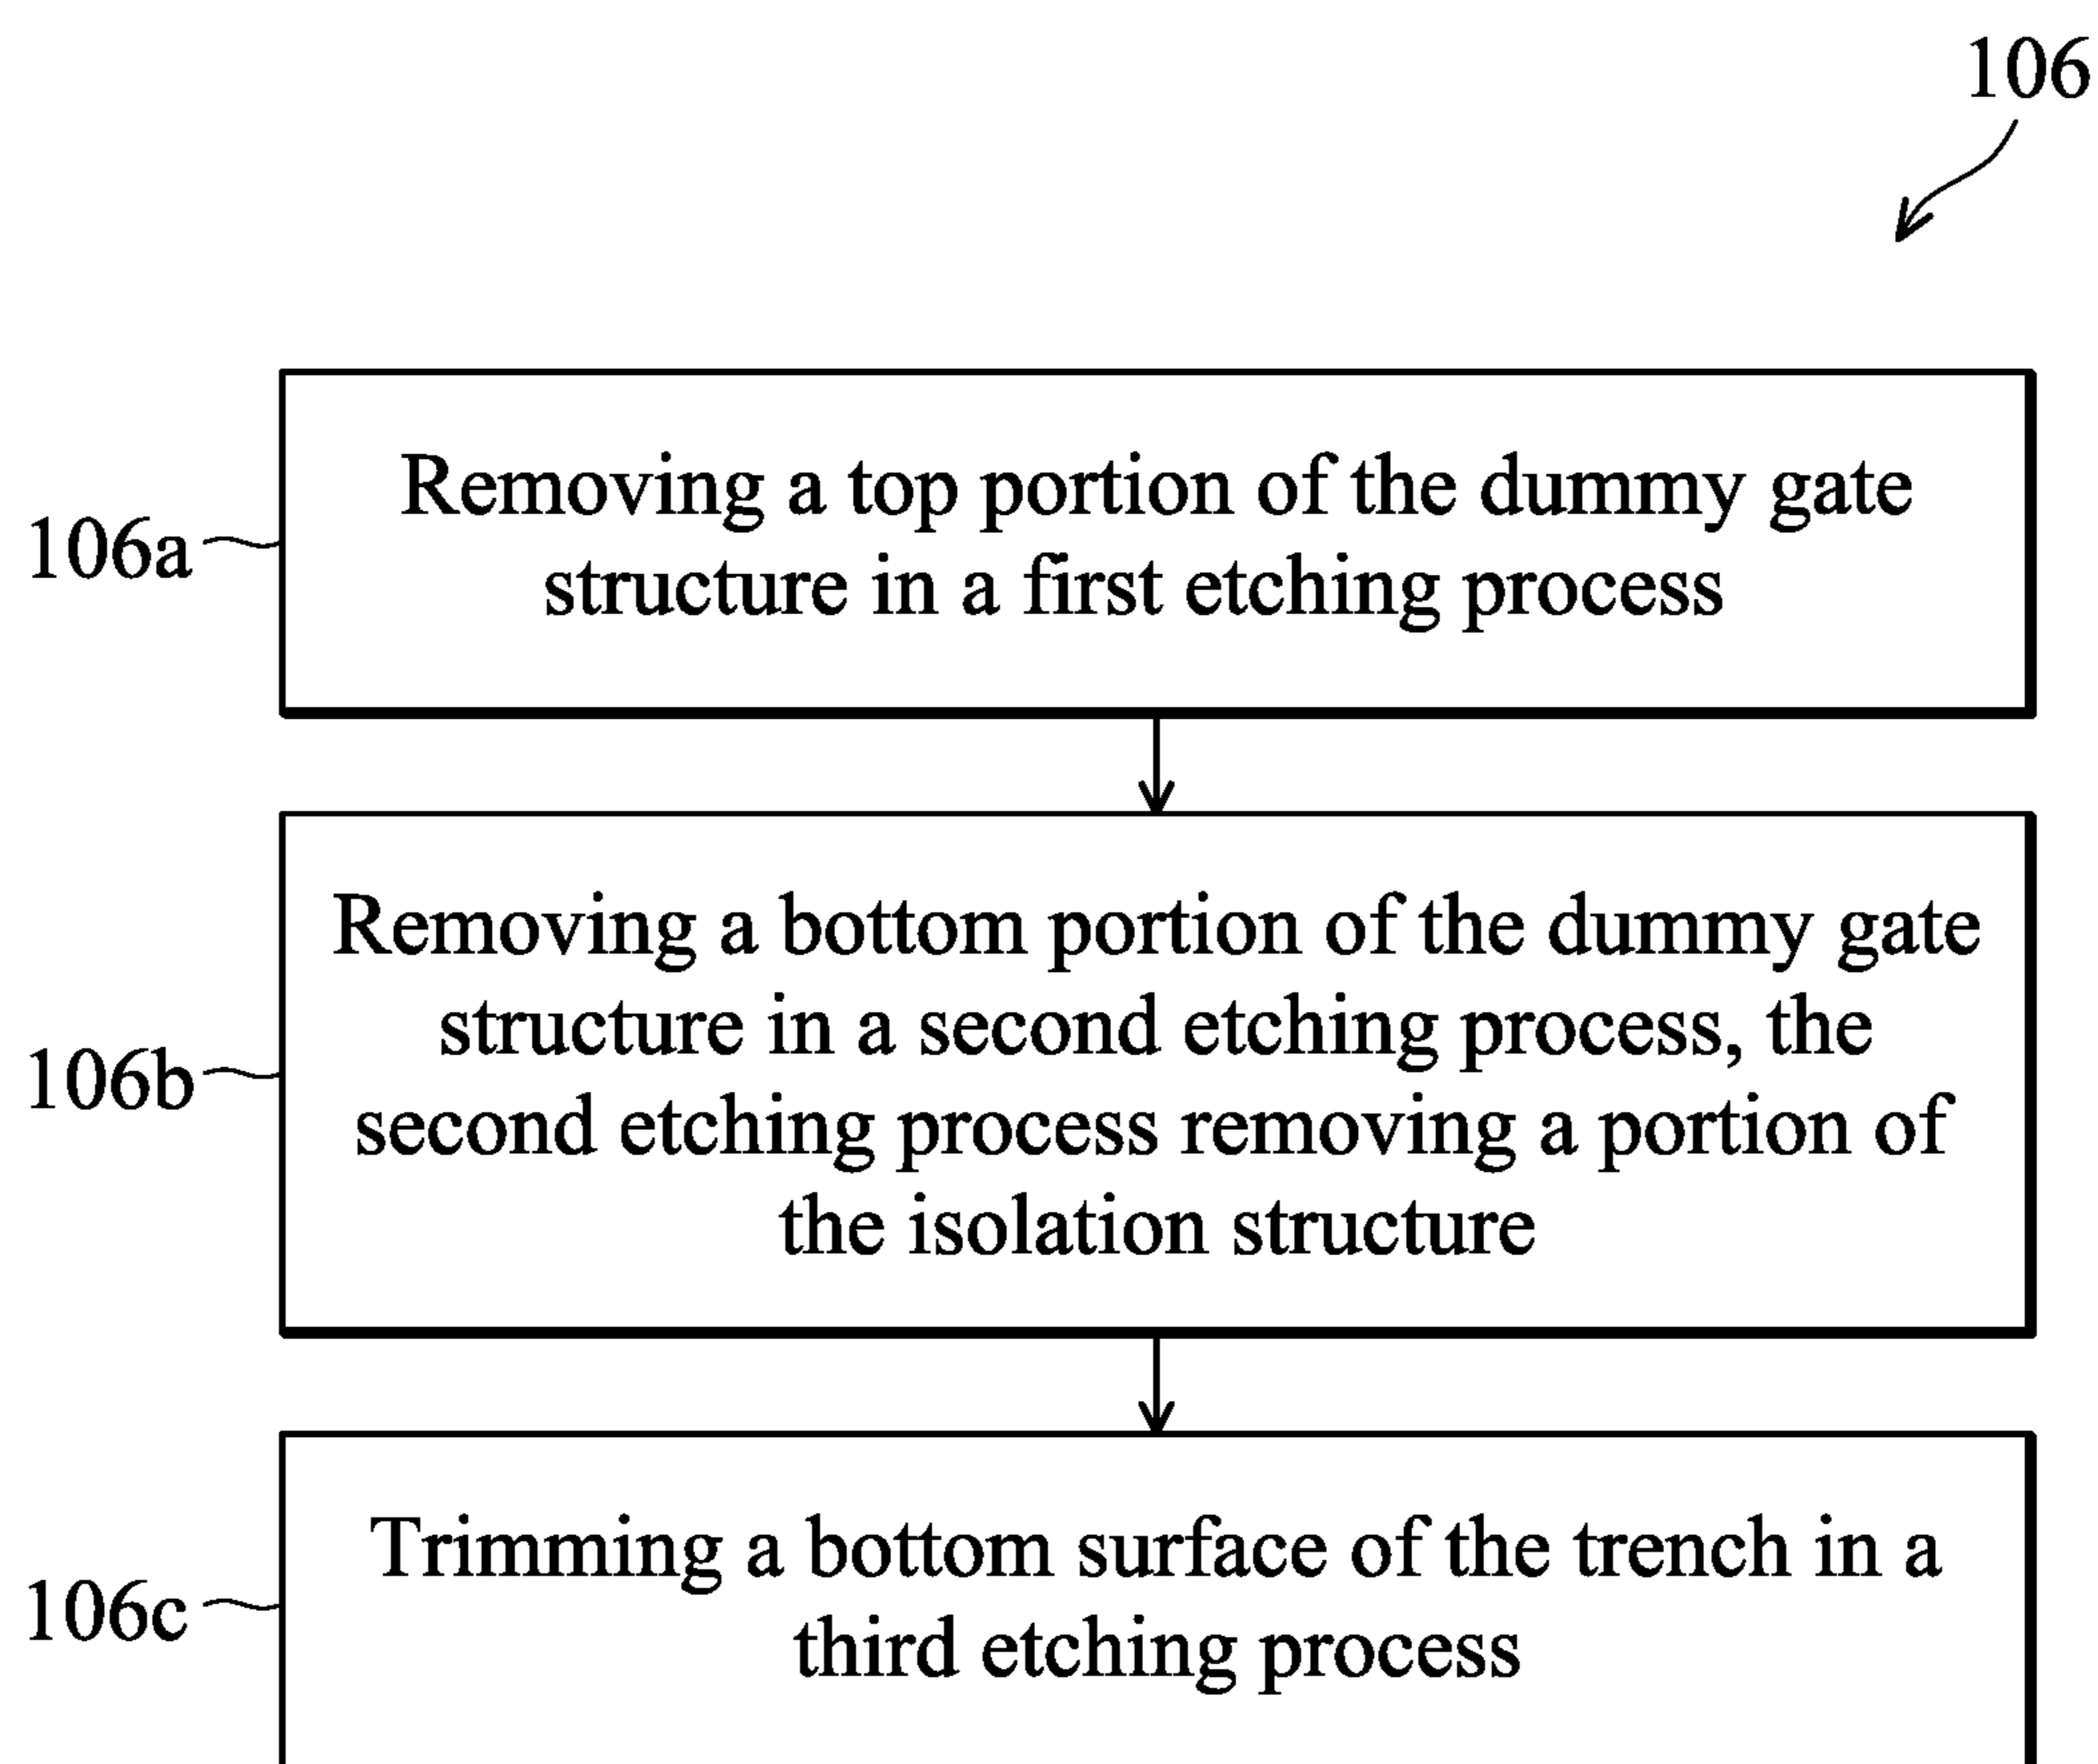 106
106a
Removing a top portion of the dummy gate
structure in a first etching process
106b
Removing a bottom portion of the dummy gate
structure in a second etching process, the
second etching process removing a portion of
the isolation structure
106c
Trimming a bottom surface of the trench in a
third etching process